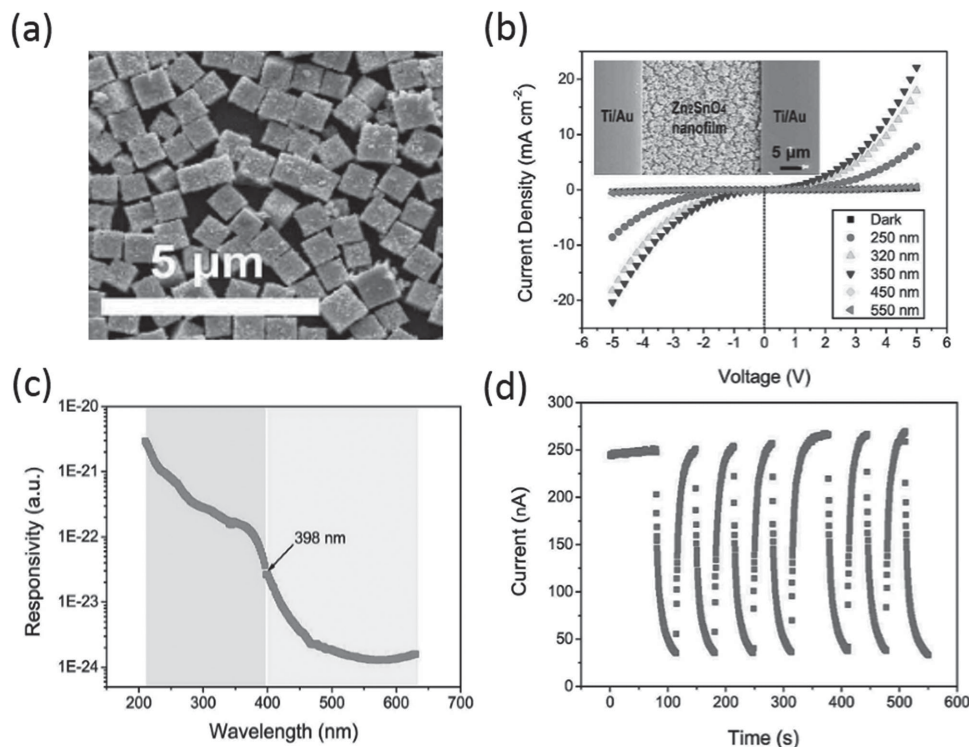 (a)
5 μm
(b)
Current Density (mA cm⁻²)
20
10
0
-10
-20
Ti/Au
Zn₂SnO₄
nanofilm
Ti/Au
5 μm
Dark
250 nm
320 nm
350 nm
450 nm
550 nm
-6 -5 -4 -3 -2 -1 0 1 2 3 4 5 6
Voltage (V)
(c)
Responsivity (a.u.)
1E-20
1E-21
1E-22
1E-23
1E-24
398 nm
100 200 300 400 500 600 700
Wavelength (nm)
(d)
Current (nA)
300
250
200
150
100
50
0
0 100 200 300 400 500 600
Time (s)